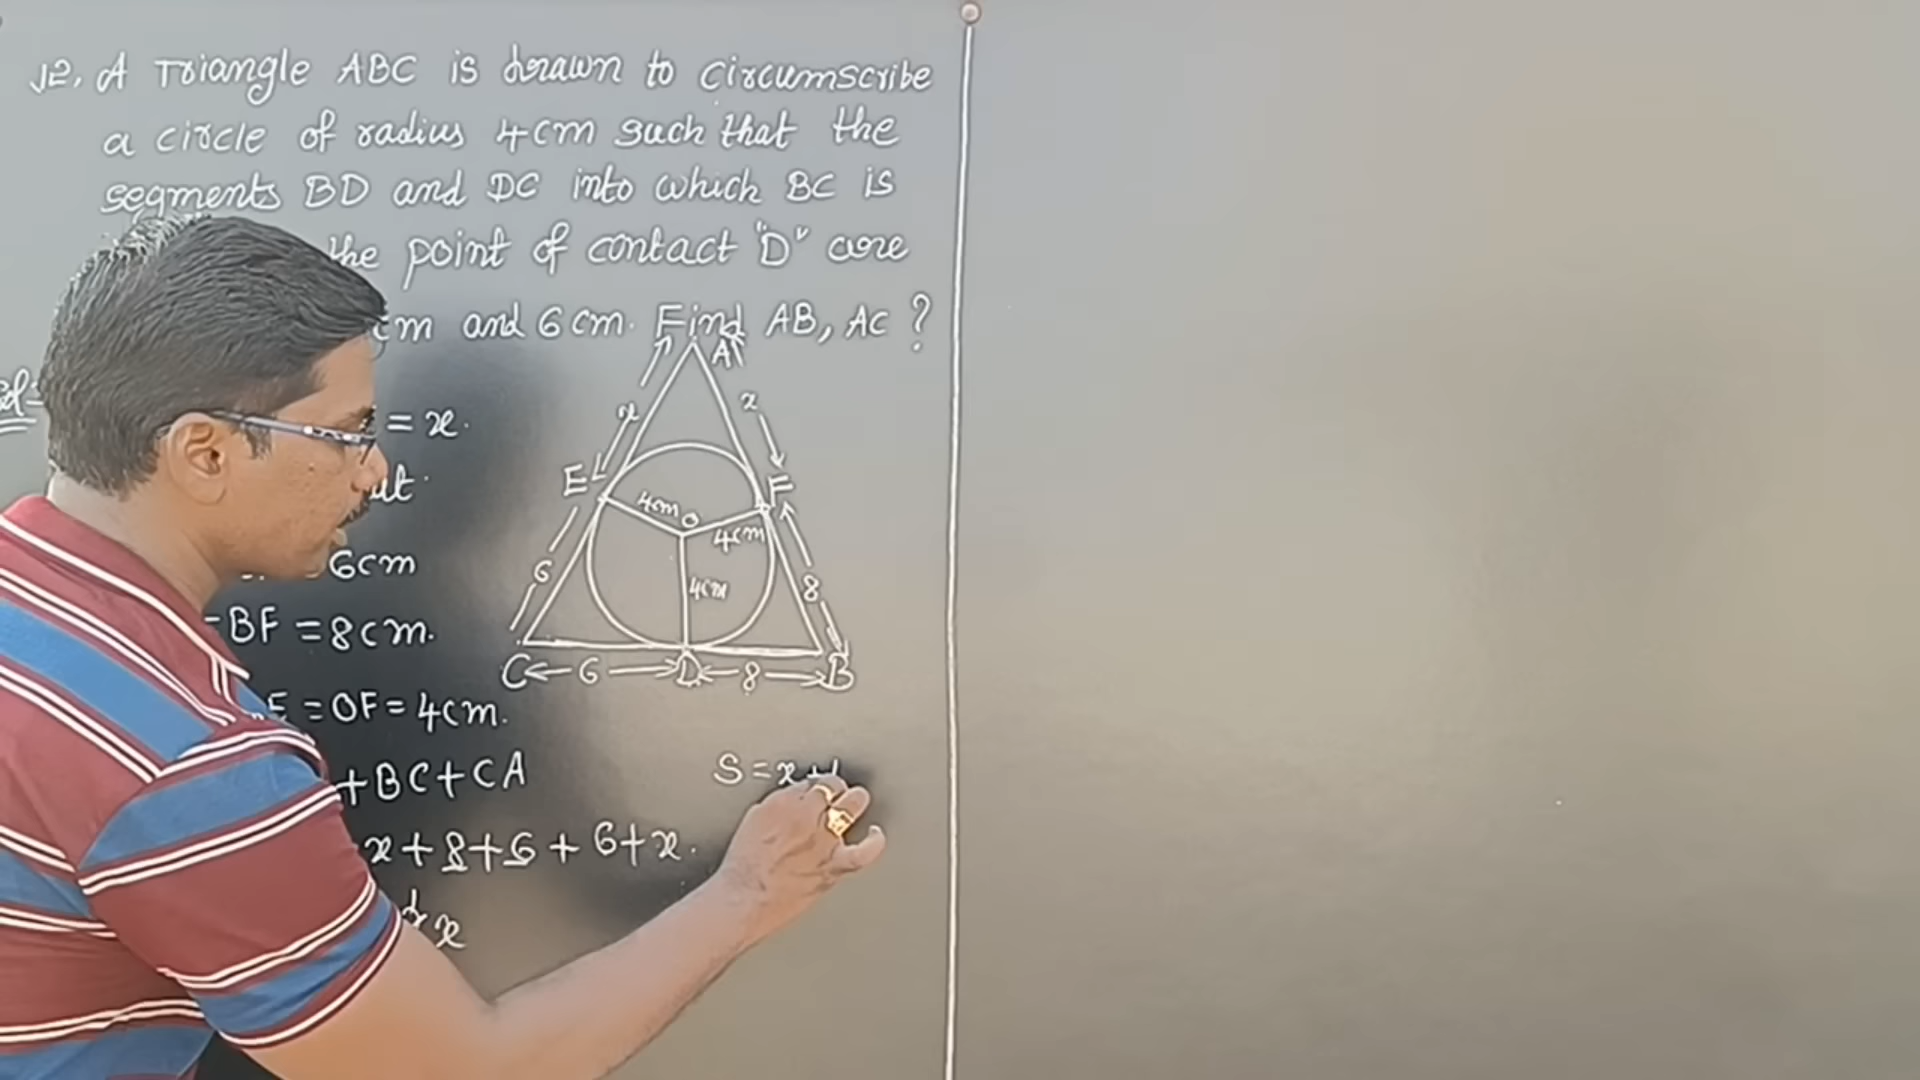 12. A Triangle ABC is drawn to circumscribe
a circle of radius 4cm such that the
segments BD and DC into which BC is
the point of contact "D" are
cm and 6cm. Find AB, AC ?
A
= x.
x
x
E
F
4cm
O
4cm
6cm
6
4cm
8
BF = 8cm.
C 6 D 8 B
= OF = 4cm.
+BC+CA
S = x+
x+8+6+6+x.
x